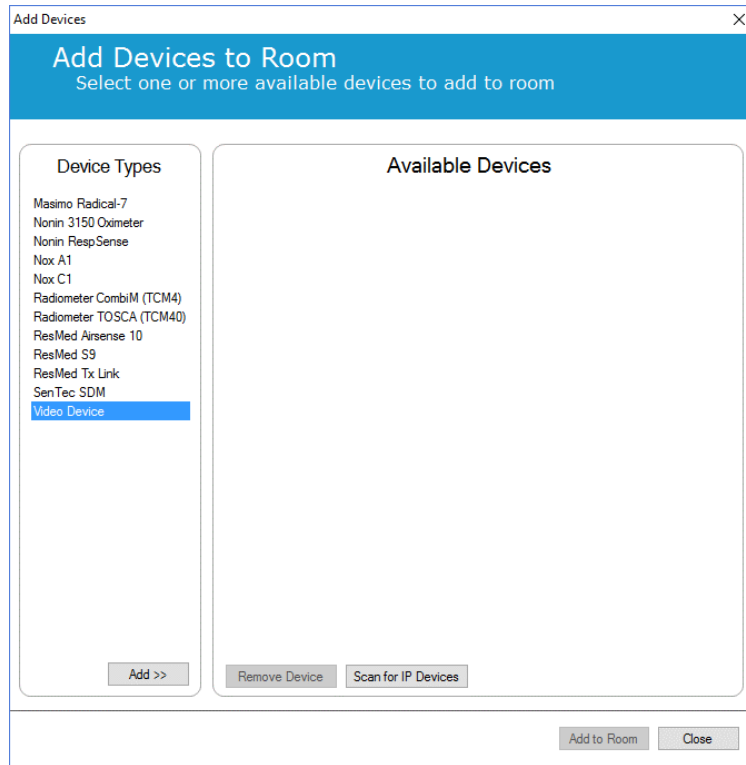 Add Devices
Add Devices to Room
Select one or more available devices to add to room
Device Types
Masimo Radical-7
Nonin 3150 Oximeter
Nonin RespSense
Nox A1
Nox C1
Radiometer CombiM (TCM4)
Radiometer TOSCA (TCM40)
ResMed Airsense 10
ResMed S9
ResMed Tx Link
SenTec SDM
Video Device
Add >>
Available Devices
Remove Device
Scan for IP Devices
Add to Room
Close